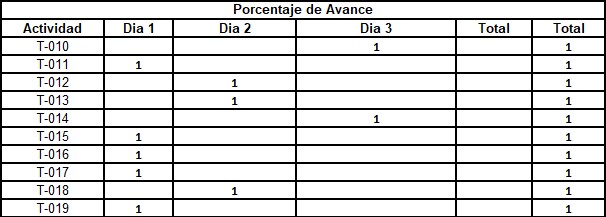 Porcentaje de Avance
Actividad Dia 1 Dia 2 Dia 3 Total Total
T-010 1 1
T-011 1 1
T-012 1 1
T-013 1 1
T-014 1 1
T-015 1 1
T-016 1 1
T-017 1 1
T-018 1 1
T-019 1 1